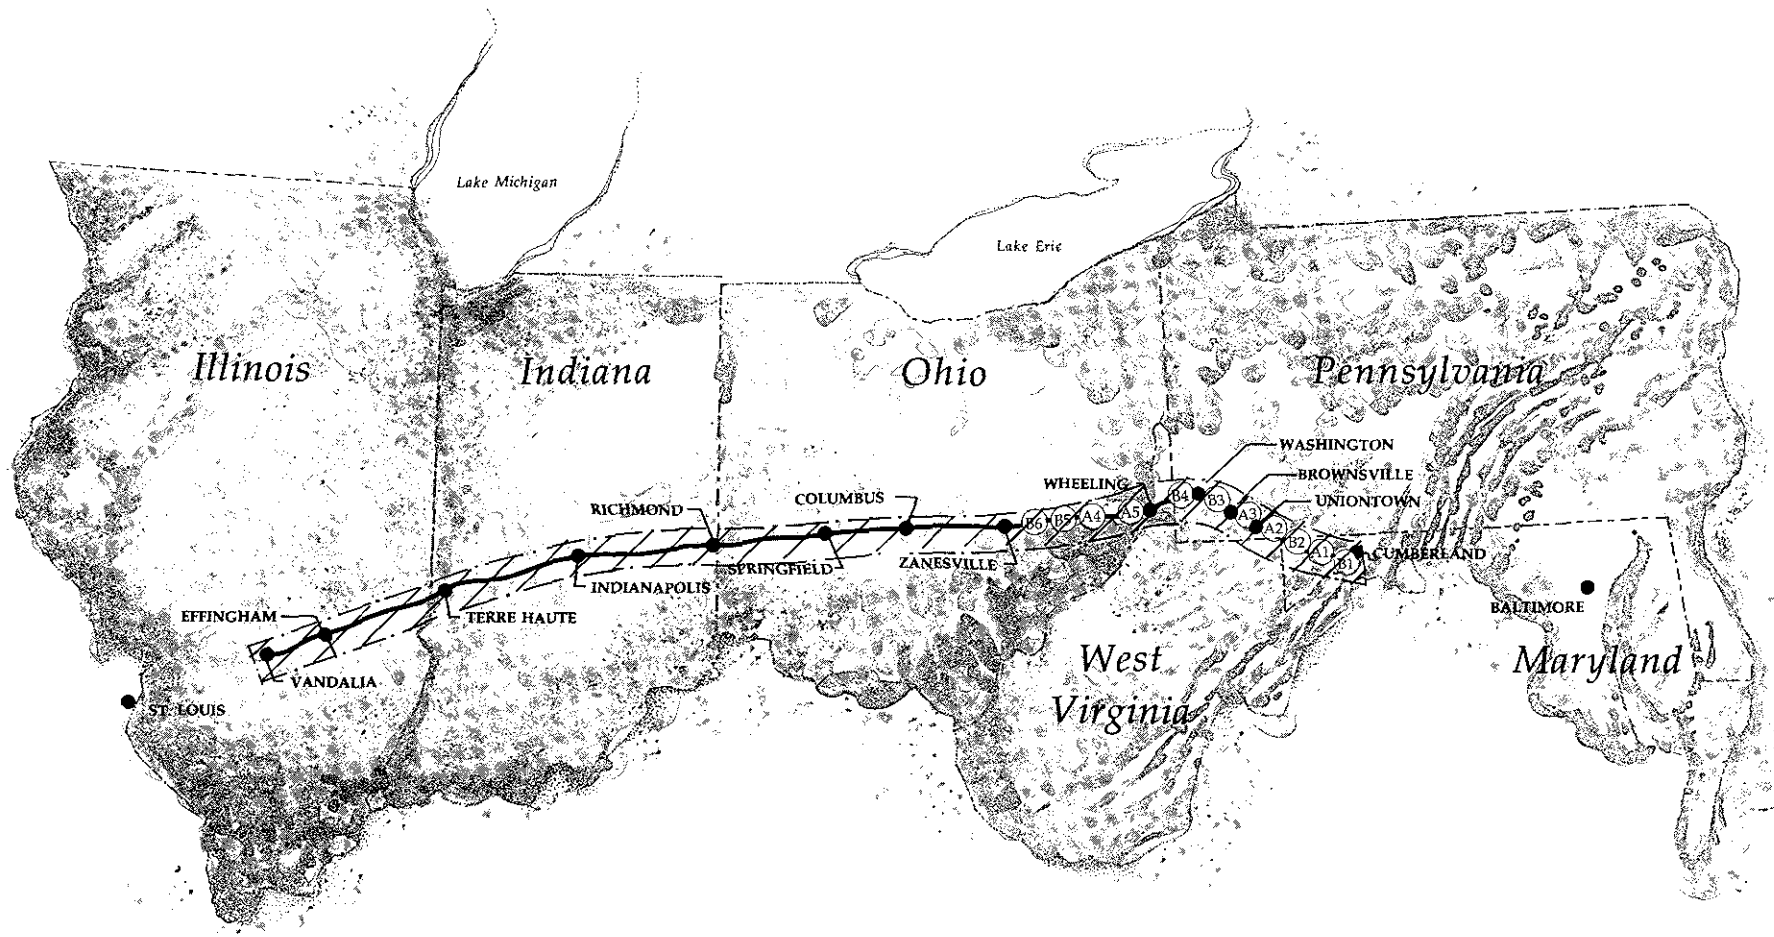 Lake Michigan
Lake Erie
Illinois
Indiana
Ohio
Pennsylvania
WASHINGTON
BROWNSVILLE
WHEELING
UNIONTOWN
COLUMBUS
RICHMOND
B4
B3
B6
B5
A4
A5
A3
A2
B2
A1
B1
CUMBERLAND
SPRINGFIELD
ZANESVILLE
INDIANAPOLIS
EFFINGHAM
TERRE HAUTE
BALTIMORE
VANDALIA
ST. LOUIS
West
Virginia
Maryland